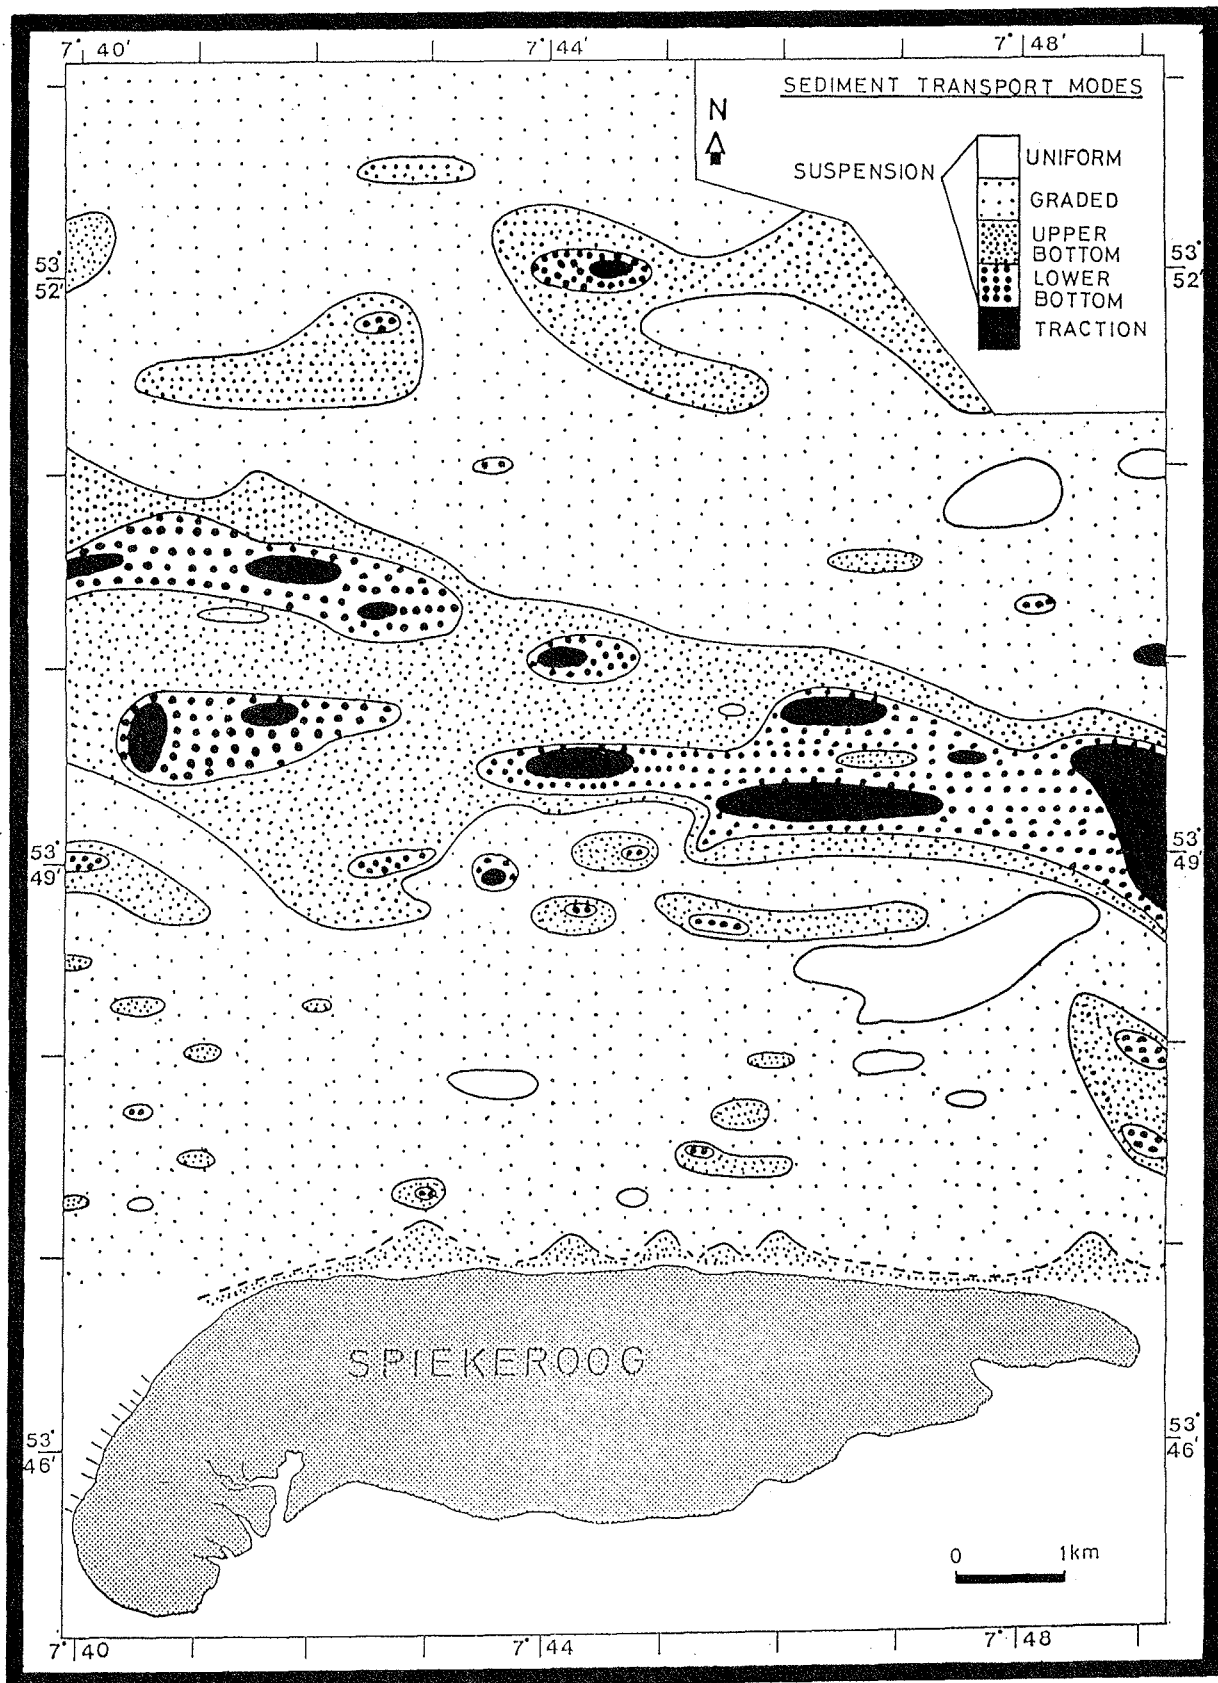 7° 40'
7° 44'
7° 48'
SEDIMENT TRANSPORT MODES
N
SUSPENSION
UNIFORM
GRADED
UPPER
BOTTOM
LOWER
BOTTOM
TRACTION
53°
52'
53°
52'
53°
49'
53°
49'
SPIEKEROOG
53°
46'
53°
46'
0 1km
7° 40
7° 44
7° 48